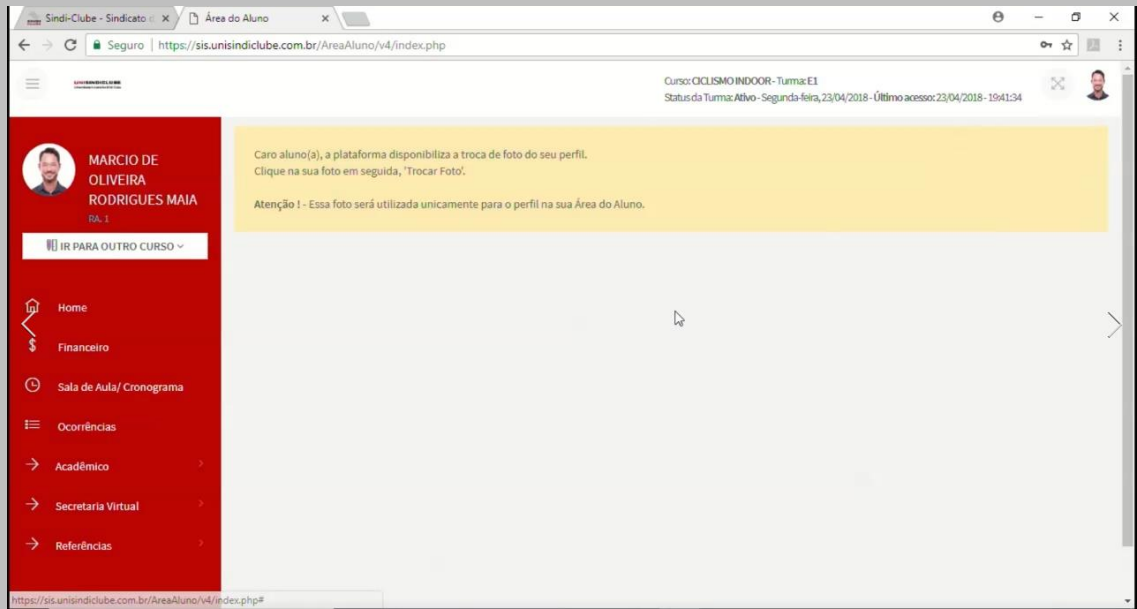 Sindi-Clube - Sindicato d
Área do Aluno
Seguro | https://sis.unisindiclube.com.br/AreaAluno/v4/index.php
UNISINDICLUBE
Curso: CICLISMO INDOOR - Turma: E1
Status da Turma: Ativo - Segunda-feira, 23/04/2018 - Último acesso: 23/04/2018 - 19:41:34
MARCIO DE
OLIVEIRA
RODRIGUES MAIA
RA. 1
IR PARA OUTRO CURSO
Caro aluno(a), a plataforma disponibiliza a troca de foto do seu perfil.
Clique na sua foto em seguida, 'Trocar Foto'.
Atenção ! - Essa foto será utilizada unicamente para o perfil na sua Área do Aluno.
Home
Financeiro
Sala de Aula/ Cronograma
Ocorrências
Acadêmico
Secretaria Virtual
Referências
https://sis.unisindiclube.com.br/AreaAluno/v4/index.php#